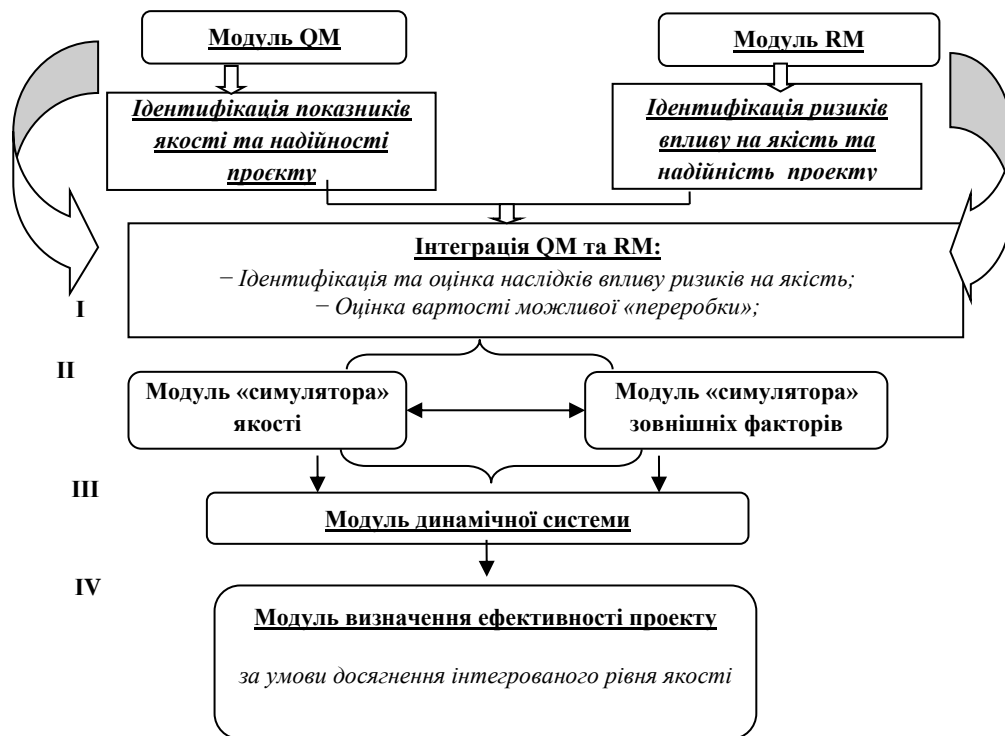 Модуль QM
Модуль RM
Ідентифікація показників
якості та надійності
проєкту
Ідентифікація ризиків
впливу на якість та
надійність проекту
Інтеграція QM та RM:
– Ідентифікація та оцінка наслідків впливу ризиків на якість;
– Оцінка вартості можливої «переробки»;
I
II
Модуль «симулятора»
якості
Модуль «симулятора»
зовнішніх факторів
III
Модуль динамічної системи
IV
Модуль визначення ефективності проекту
за умови досягнення інтегрованого рівня якості